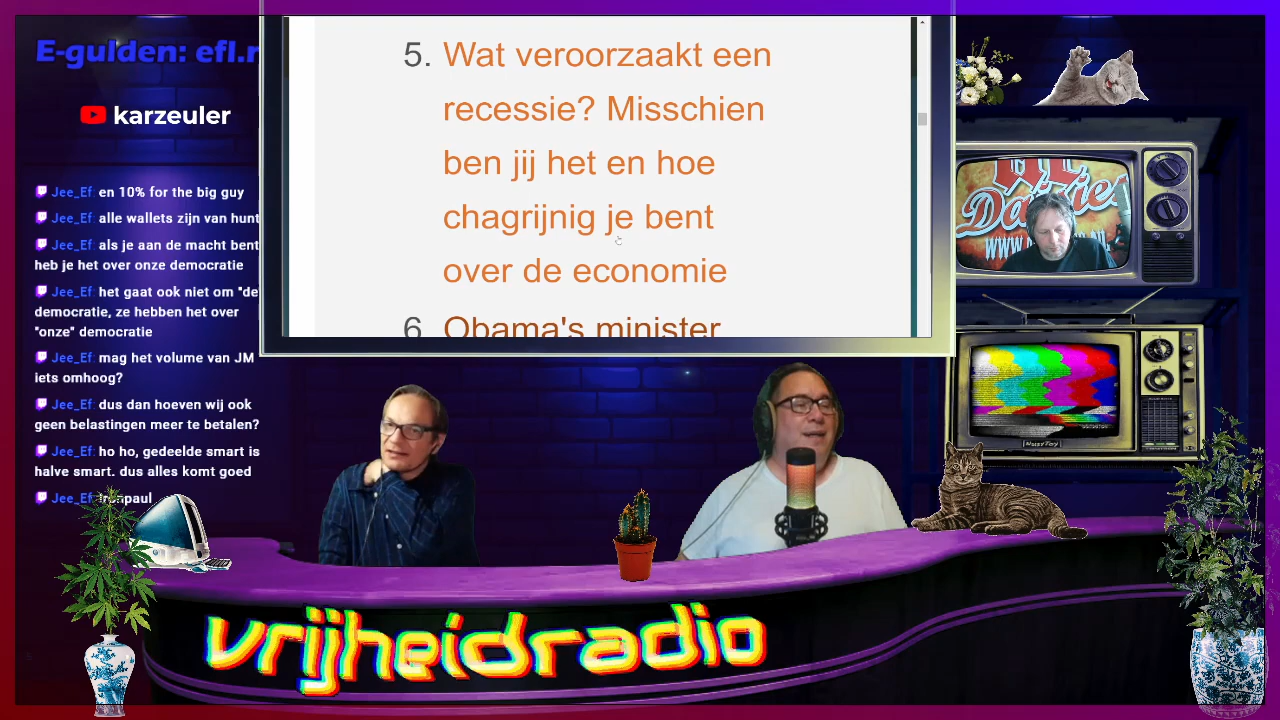 E-gulden: efl.r
karzeuler
Jee_Ef: en 10% for the big guy
Jee_Ef: alle wallets zijn van hunt
Jee_Ef: als je aan de macht bent
heb je het over onze democratie
Jee_Ef: het gaat ook niet om "de
democratie, ze hebben het over
"onze" democratie
Jee_Ef: mag het volume van JM
iets omhoog?
Jee_Ef: dus dan hoeven wij ook
geen belastingen meer te betalen?
Jee_Ef: ho ho, gedeelde smart is
halve smart. dus alles komt goed
Jee_Ef:
5. Wat veroorzaakt een
recessie? Misschien
ben jij het en hoe
chagrijnig je bent
over de economie
6 Obama's minister
vrijheidradio